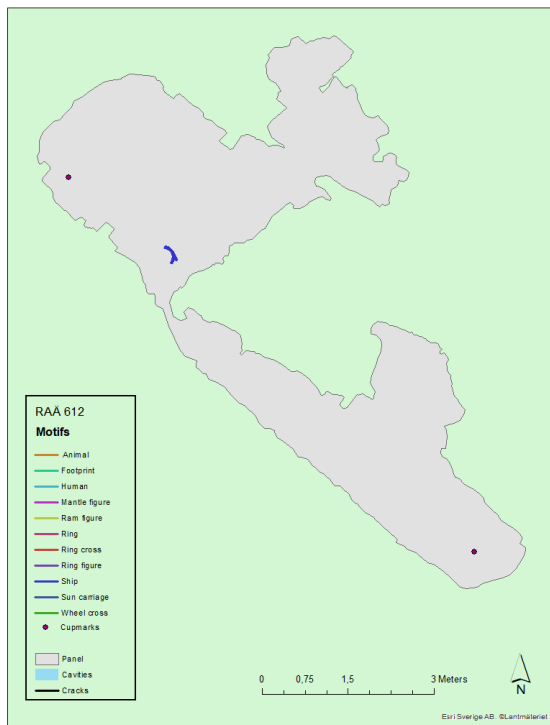 RAÄ 612
Motifs
Animal
Footprint
Human
Mantle figure
Ram figure
Ring
Ring cross
Ring figure
Ship
Sun carriage
Wheel cross
Cupmarks
Panel
Cavities
Cracks
0 0,75 1,5 3 Meters
N
Esri Sverige AB. ©Lantmäteriet